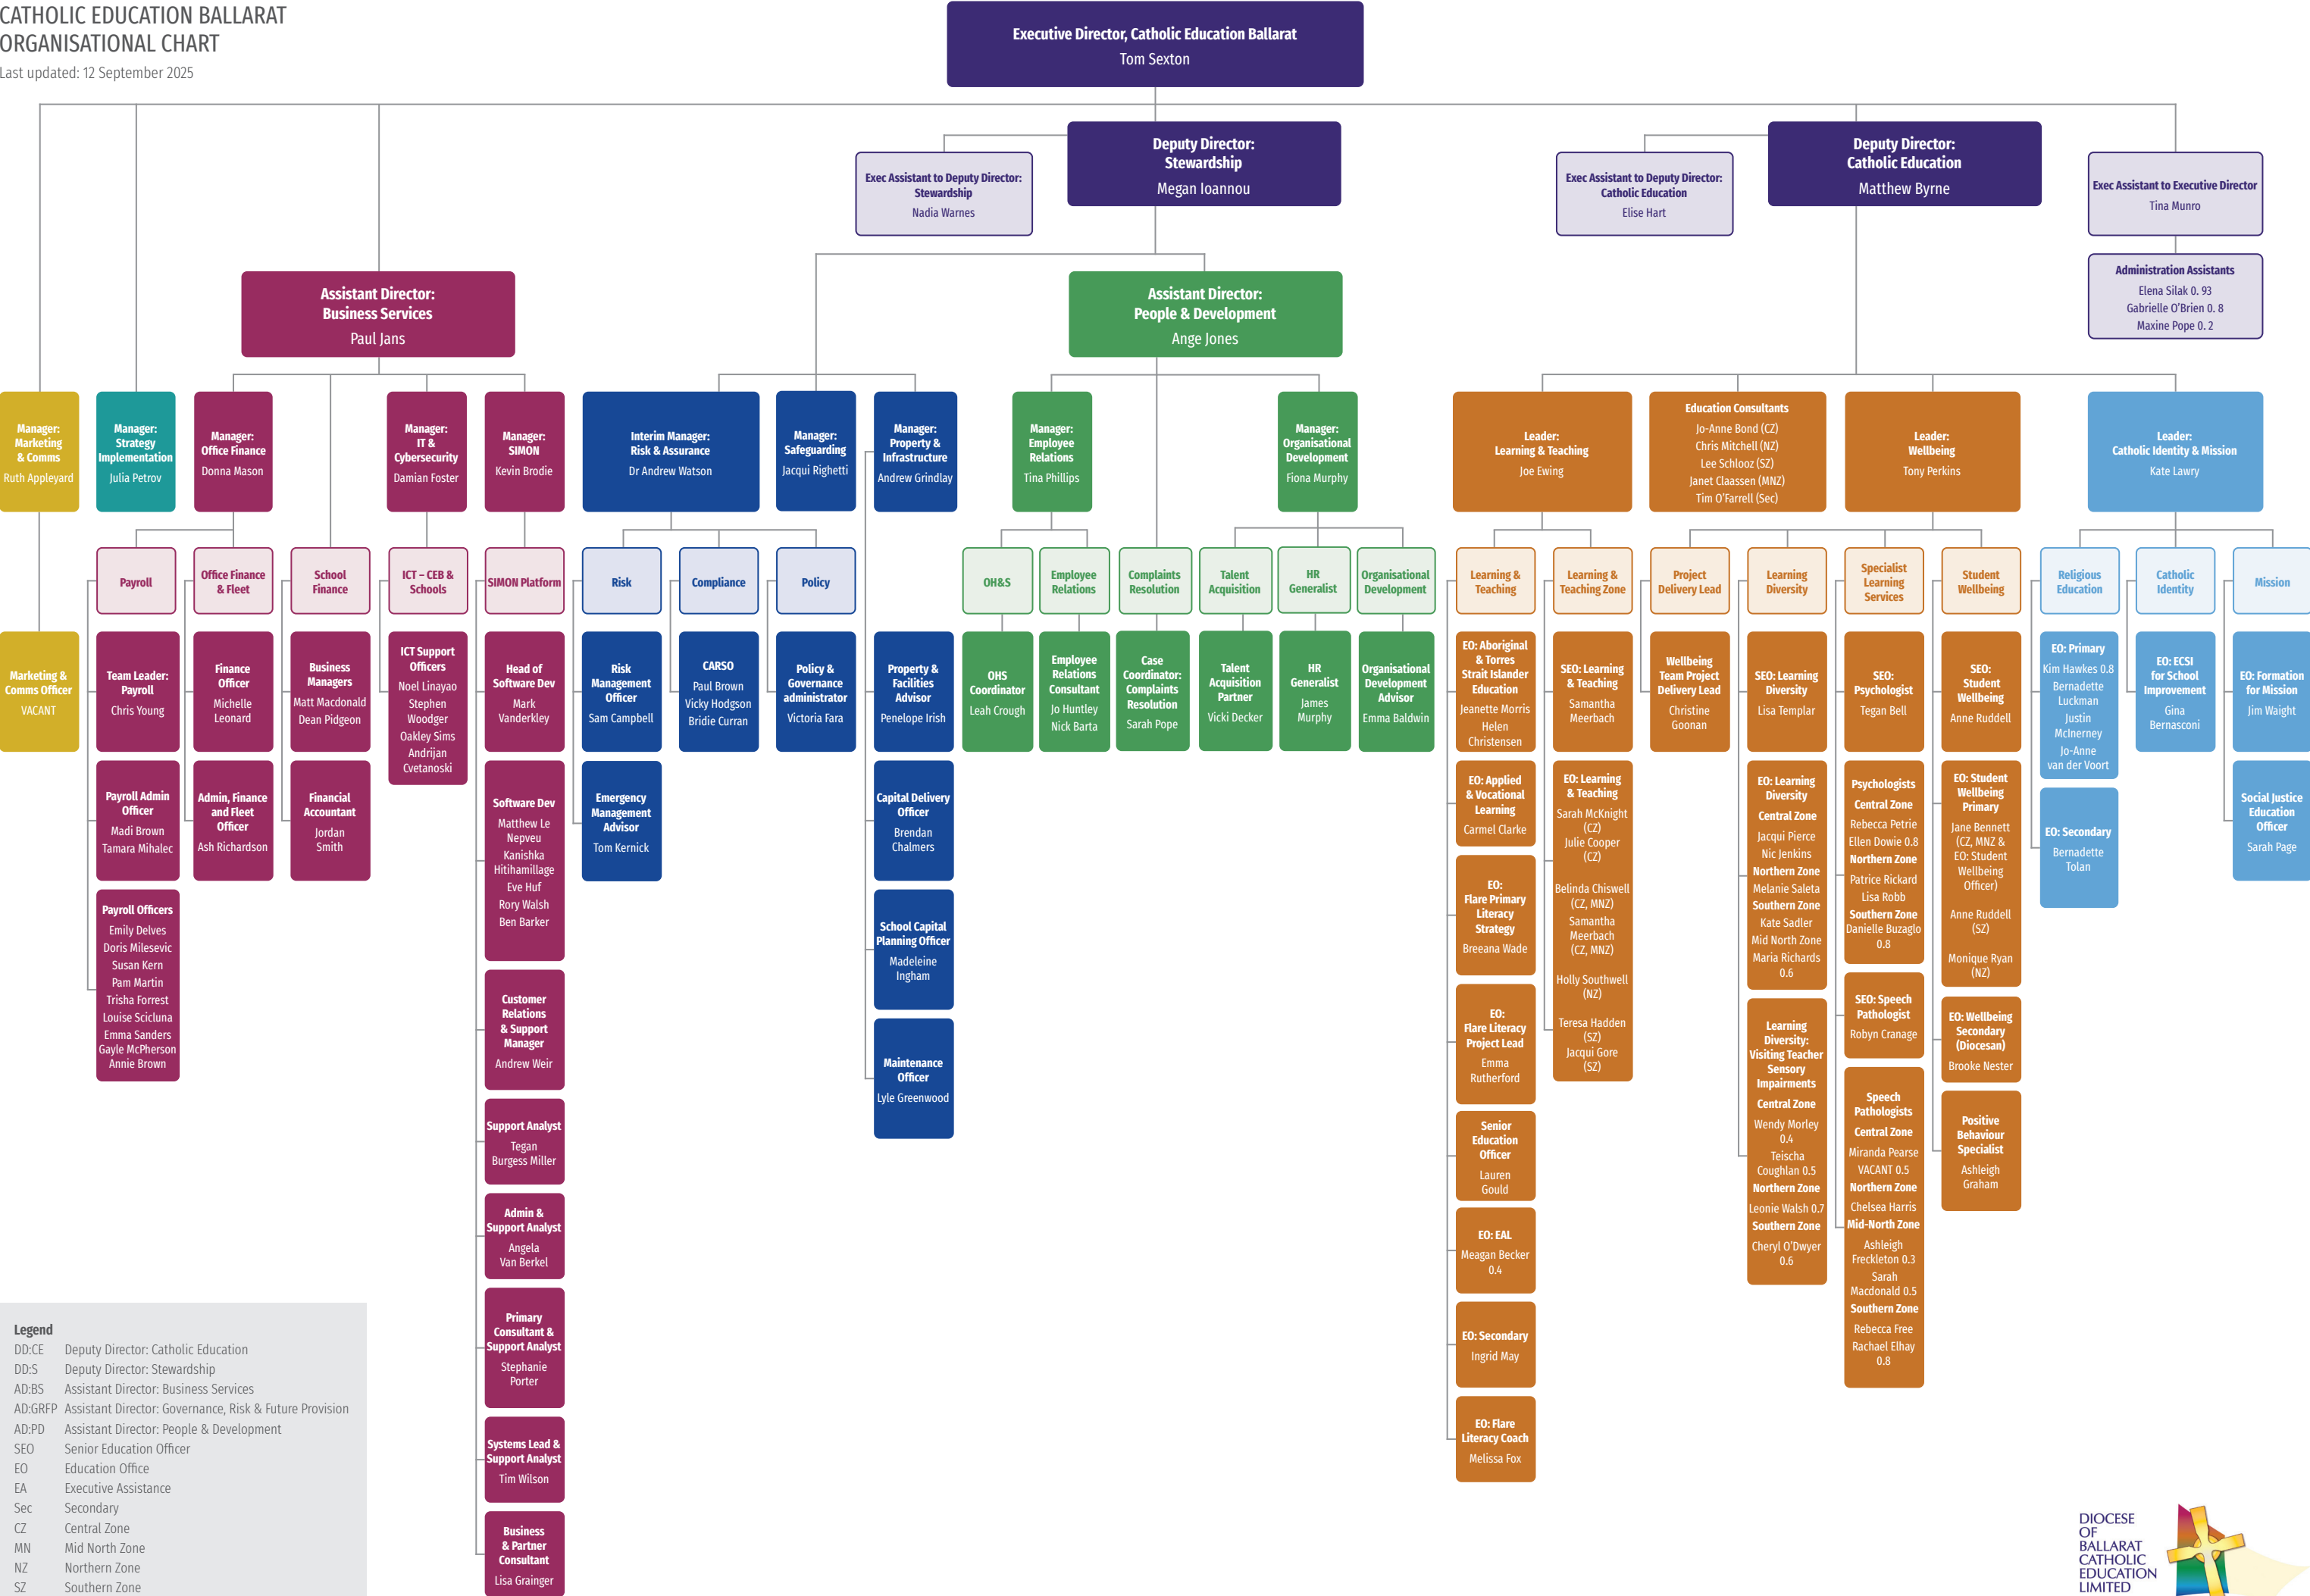 CATHOLIC EDUCATION BALLARAT
ORGANISATIONAL CHART
Last updated: 12 September 2025
Executive Director, Catholic Education Ballarat
Tom Sexton
Deputy Director:
Stewardship
Megan Ioannou
Exec Assistant to Deputy Director:
Stewardship
Nadia Warnes
Deputy Director:
Catholic Education
Matthew Byrne
Exec Assistant to Deputy Director:
Catholic Education
Elise Hart
Exec Assistant to Executive Director
Tina Munro
Administration Assistants
Elena Silak 0. 93
Gabrielle O'Brien 0. 8
Maxine Pope 0. 2
Assistant Director:
Business Services
Paul Jans
Assistant Director:
People & Development
Ange Jones
Manager:
Marketing
& Comms
Ruth Appleyard
Manager:
Strategy
Implementation
Julia Petrov
Manager:
Office Finance
Donna Mason
Manager:
IT &
Cybersecurity
Damian Foster
Manager:
SIMON
Kevin Brodie
Interim Manager:
Risk & Assurance
Dr Andrew Watson
Manager:
Safeguarding
Jacqui Righetti
Manager:
Property &
Infrastructure
Andrew Grindlay
Manager:
Employee
Relations
Tina Phillips
Manager:
Organisational
Development
Fiona Murphy
Leader:
Learning & Teaching
Joe Ewing
Education Consultants
Jo-Anne Bond (CZ)
Chris Mitchell (NZ)
Lee Schlooz (SZ)
Janet Claassen (MNZ)
Tim O'Farrell (Sec)
Leader:
Wellbeing
Tony Perkins
Leader:
Catholic Identity & Mission
Kate Lawry
Payroll
Office Finance
& Fleet
School
Finance
ICT – CEB &
Schools
SIMON Platform
Risk
Compliance
Policy
OH&S
Employee
Relations
Complaints
Resolution
Talent
Acquisition
HR
Generalist
Organisational
Development
Learning &
Teaching
Learning &
Teaching Zone
Project
Delivery Lead
Learning
Diversity
Specialist
Learning
Services
Student
Wellbeing
Religious
Education
Catholic
Identity
Mission
Marketing &
Comms Officer
VACANT
Team Leader:
Payroll
Chris Young
Payroll Admin
Officer
Madi Brown
Tamara Mihalec
Payroll Officers
Emily Delves
Doris Milesevic
Susan Kern
Pam Martin
Trisha Forrest
Louise Scicluna
Emma Sanders
Gayle McPherson
Annie Brown
Finance
Officer
Michelle
Leonard
Admin, Finance
and Fleet
Officer
Ash Richardson
Business
Managers
Matt Macdonald
Dean Pidgeon
Financial
Accountant
Jordan
Smith
ICT Support
Officers
Noel Linayao
Stephen
Woodger
Oakley Sims
Andrijan
Cvetanoski
Head of
Software Dev
Mark
Vanderkley
Software Dev
Matthew Le
Nepveu
Kanishka
Hitihamillage
Eve Huf
Rory Walsh
Ben Barker
Customer
Relations
& Support
Manager
Andrew Weir
Support Analyst
Tegan
Burgess Miller
Admin &
Support Analyst
Angela
Van Berkel
Primary
Consultant &
Support Analyst
Stephanie
Porter
Systems Lead &
Support Analyst
Tim Wilson
Business
& Partner
Consultant
Lisa Grainger
Risk
Management
Officer
Sam Campbell
Emergency
Management
Advisor
Tom Kernick
CARSO
Paul Brown
Vicky Hodgson
Bridie Curran
Policy &
Governance
administrator
Victoria Fara
Property &
Facilities
Advisor
Penelope Irish
Capital Delivery
Officer
Brendan
Chalmers
School Capital
Planning Officer
Madeleine
Ingham
Maintenance
Officer
Lyle Greenwood
OHS
Coordinator
Leah Crough
Employee
Relations
Consultant
Jo Huntley
Nick Barta
Case
Coordinator:
Complaints
Resolution
Sarah Pope
Talent
Acquisition
Partner
Vicki Decker
HR
Generalist
James
Murphy
Organisational
Development
Advisor
Emma Baldwin
EO: Aboriginal
& Torres
Strait Islander
Education
Jeanette Morris
Helen
Christensen
EO: Applied
& Vocational
Learning
Carmel Clarke
EO:
Flare Primary
Literacy
Strategy
Breeana Wade
EO:
Flare Literacy
Project Lead
Emma
Rutherford
Senior
Education
Officer
Lauren
Gould
EO: EAL
Meagan Becker
0.4
EO: Secondary
Ingrid May
EO: Flare
Literacy Coach
Melissa Fox
SEO: Learning
& Teaching
Samantha
Meerbach
EO: Learning
& Teaching
Sarah McKnight
(CZ)
Julie Cooper
(CZ)
Belinda Chiswell
(CZ, MNZ)
Samantha
Meerbach
(CZ, MNZ)
Holly Southwell
(NZ)
Teresa Hadden
(SZ)
Jacqui Gore
(SZ)
Wellbeing
Team Project
Delivery Lead
Christine
Goonan
SEO: Learning
Diversity
Lisa Templar
EO: Learning
Diversity
Central Zone
Jacqui Pierce
Nic Jenkins
Northern Zone
Melanie Saleta
Southern Zone
Kate Sadler
Mid North Zone
Maria Richards
0.6
Learning
Diversity:
Visiting Teacher
Sensory
Impairments
Central Zone
Wendy Morley
0.4
Teischa
Coughlan 0.5
Northern Zone
Leonie Walsh 0.7
Southern Zone
Cheryl O'Dwyer
0.6
SEO:
Psychologist
Tegan Bell
Psychologists
Central Zone
Rebecca Petrie
Ellen Dowie 0.8
Northern Zone
Patrice Rickard
Lisa Robb
Southern Zone
Danielle Buzaglo
0.8
SEO: Speech
Pathologist
Robyn Cranage
Speech
Pathologists
Central Zone
Miranda Pearse
VACANT 0.5
Northern Zone
Chelsea Harris
Mid-North Zone
Ashleigh
Freckleton 0.3
Sarah
Macdonald 0.5
Southern Zone
Rebecca Free
Rachael Elhay
0.8
SEO:
Student
Wellbeing
Anne Ruddell
EO: Student
Wellbeing
Primary
Jane Bennett
(CZ, MNZ &
EO: Student
Wellbeing
Officer)
Anne Ruddell
(SZ)
Monique Ryan
(NZ)
EO: Wellbeing
Secondary
(Diocesan)
Brooke Nester
Positive
Behaviour
Specialist
Ashleigh
Graham
EO: Primary
Kim Hawkes 0.8
Bernadette
Luckman
Justin
McInerney
Jo-Anne
van der Voort
EO: Secondary
Bernadette
Tolan
EO: ECSI
for School
Improvement
Gina
Bernasconi
EO: Formation
for Mission
Jim Waight
Social Justice
Education
Officer
Sarah Page
Legend
DD:CE Deputy Director: Catholic Education
DD:S Deputy Director: Stewardship
AD:BS Assistant Director: Business Services
AD:GRFP Assistant Director: Governance, Risk & Future Provision
AD:PD Assistant Director: People & Development
SEO Senior Education Officer
EO Education Office
EA Executive Assistance
Sec Secondary
CZ Central Zone
MN Mid North Zone
NZ Northern Zone
SZ Southern Zone
DIOCESE
OF
BALLARAT
CATHOLIC
EDUCATION
LIMITED